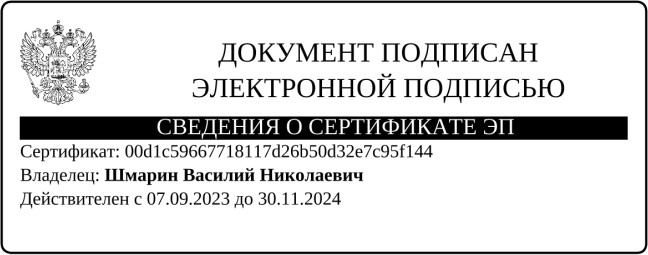 ДОКУМЕНТ ПОДПИСАН
ЭЛЕКТРОННОЙ ПОДПИСЬЮ
СВЕДЕНИЯ О СЕРТИФИКАТЕ ЭП
Сертификат: 00d1c59667718117d26b50d32e7c95f144
Владелец: Шмарин Василий Николаевич
Действителен с 07.09.2023 до 30.11.2024